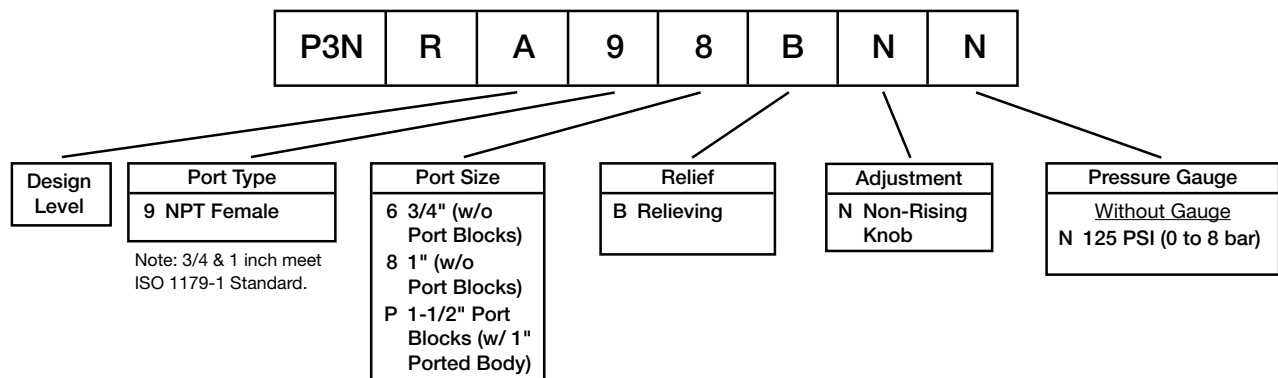 P3N R A 9 8 B N N
Design
Level
Port Type
9 NPT Female
Note: 3/4 & 1 inch meet
ISO 1179-1 Standard.
Port Size
6 3/4" (w/o
Port Blocks)
8 1" (w/o
Port Blocks)
P 1-1/2" Port
Blocks (w/ 1"
Ported Body)
Relief
B Relieving
Adjustment
N Non-Rising
Knob
Pressure Gauge
Without Gauge
N 125 PSI (0 to 8 bar)